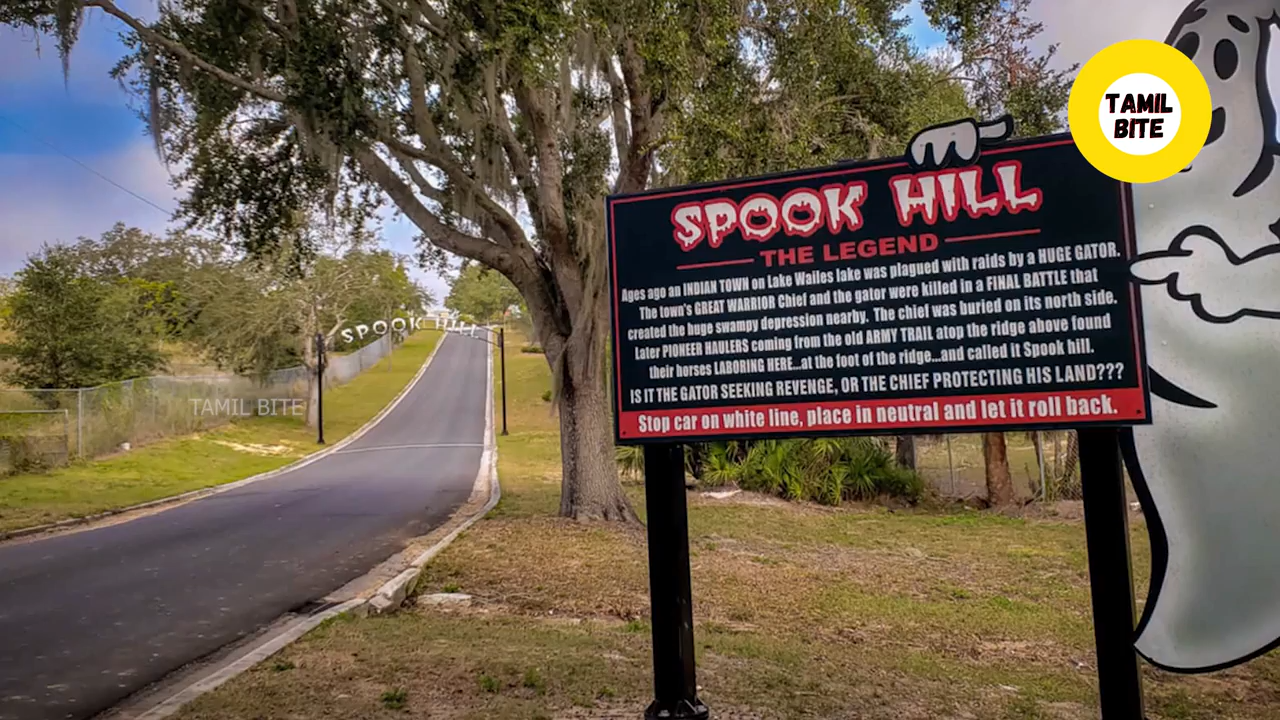 TAMIL
BITE
SPOOK HILL
SPOOK HILL
THE LEGEND
Ages ago an INDIAN TOWN on Lake Wailes lake was plagued with raids by a HUGE GATOR.
The town's GREAT WARRIOR Chief and the gator were killed in a FINAL BATTLE that
created the huge swampy depression nearby. The chief was buried on its north side.
Later PIONEER HAULERS coming from the old ARMY TRAIL atop the ridge above found
their horses LABORING HERE...at the foot of the ridge...and called it Spook hill.
IS IT THE GATOR SEEKING REVENGE, OR THE CHIEF PROTECTING HIS LAND???
Stop car on white line, place in neutral and let it roll back.
TAMIL BITE